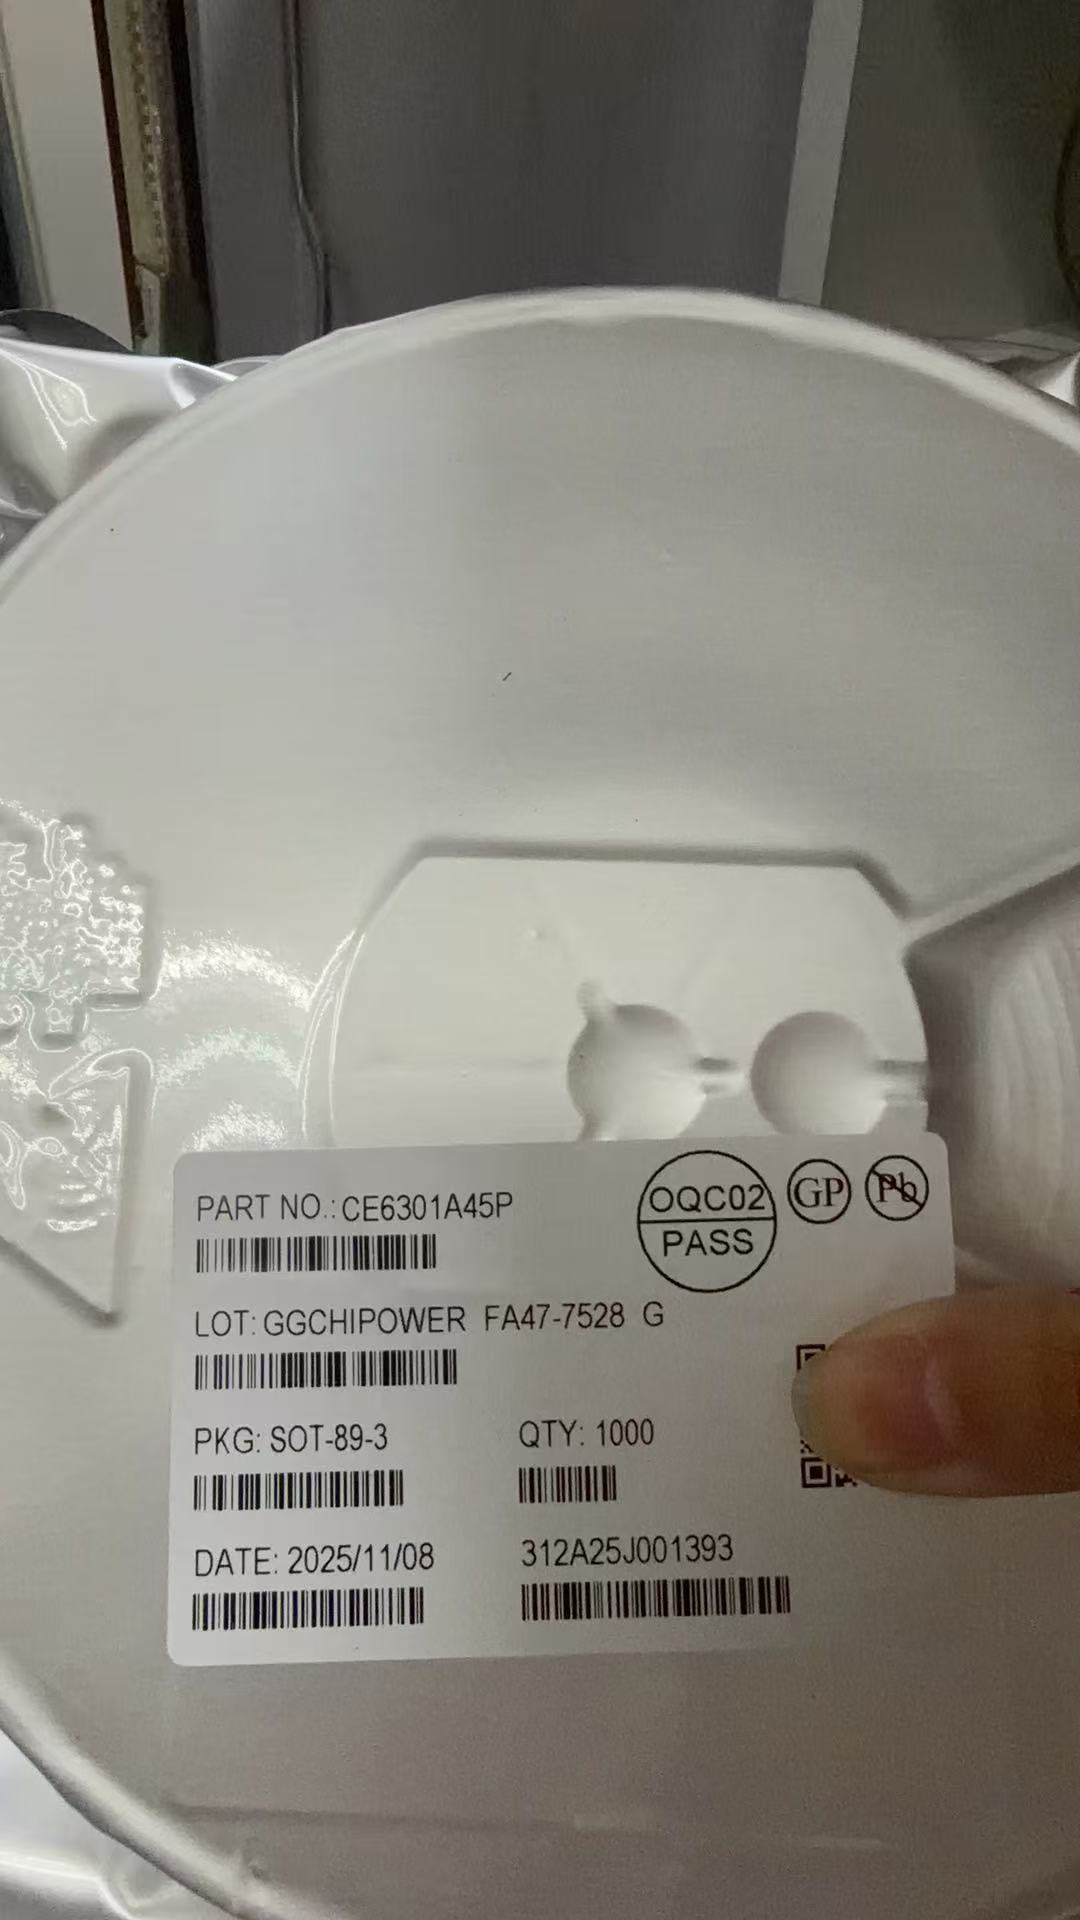 PART NO.: CE6301A45P
OQC02
PASS
GP
Pb
LOT: GGCHIPOWER FA47-7528 G
PKG: SOT-89-3
QTY: 1000
DATE: 2025/11/08
312A25J001393